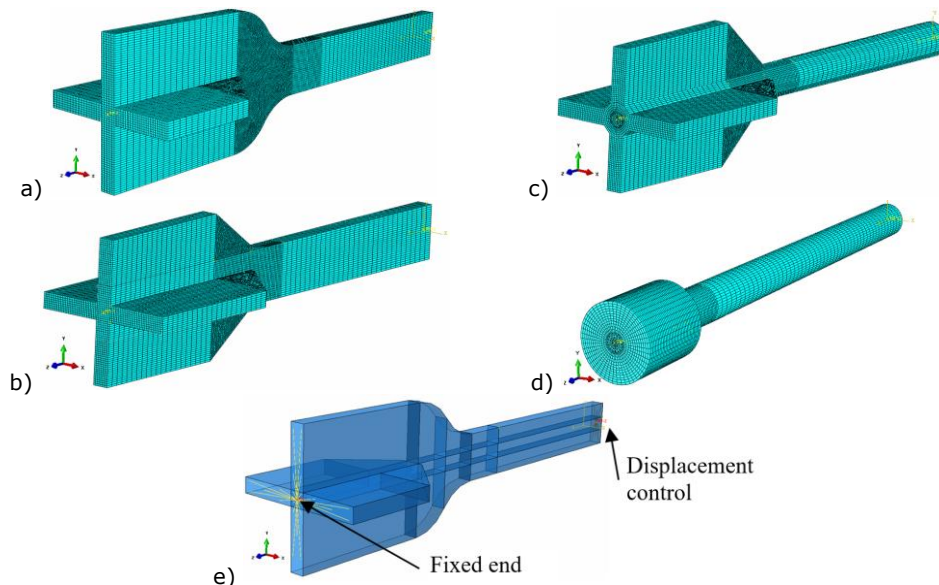 a)
c)
b)
d)
Displacement
control
Fixed end
e)